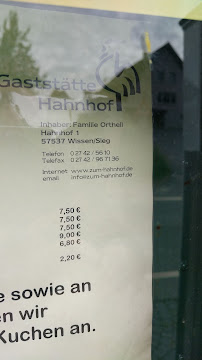 Gaststätte
Hahnhof
Inhaber: Familie Ortheil
Hahnhof 1
57537 Wissen/Sieg
Telefon 0 27 42 / 56 10
Telefax 0 27 42 / 96 71 36
Internet www.zum-hahnhof.de
email info@zum-hahnhof.de
7,50 €
7,50 €
7,50 €
9,00 €
6,80 €
2,20 €
e sowie an
en wir
Kuchen an.